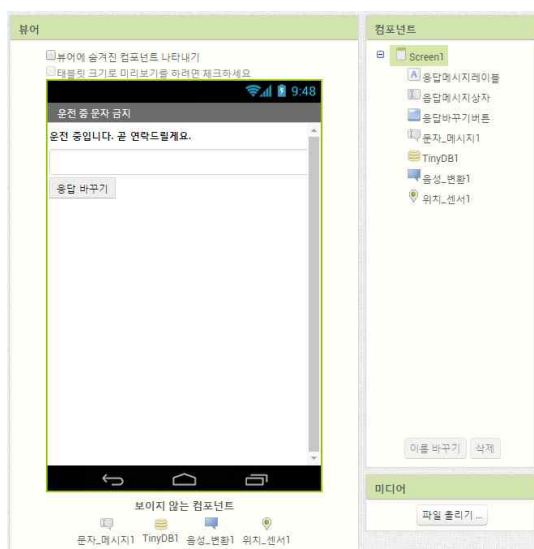 뷰어
뷰어에 숨겨진 컴포넌트 나타내기
태블릿 크기로 미리보기를 하려면 체크하세요
9:48
운전 중 문자 금지
운전 중입니다. 곧 연락드릴게요.
응답 바꾸기
보이지 않는 컴포넌트
문자_메시지1 TinyDB1 음성_변환1 위치_센서1
컴포넌트
Screen1
응답메시지레이블
응답메시지상자
응답바꾸기버튼
문자_메시지1
TinyDB1
음성_변환1
위치_센서1
이름 바꾸기 삭제
미디어
파일 올리기 ...